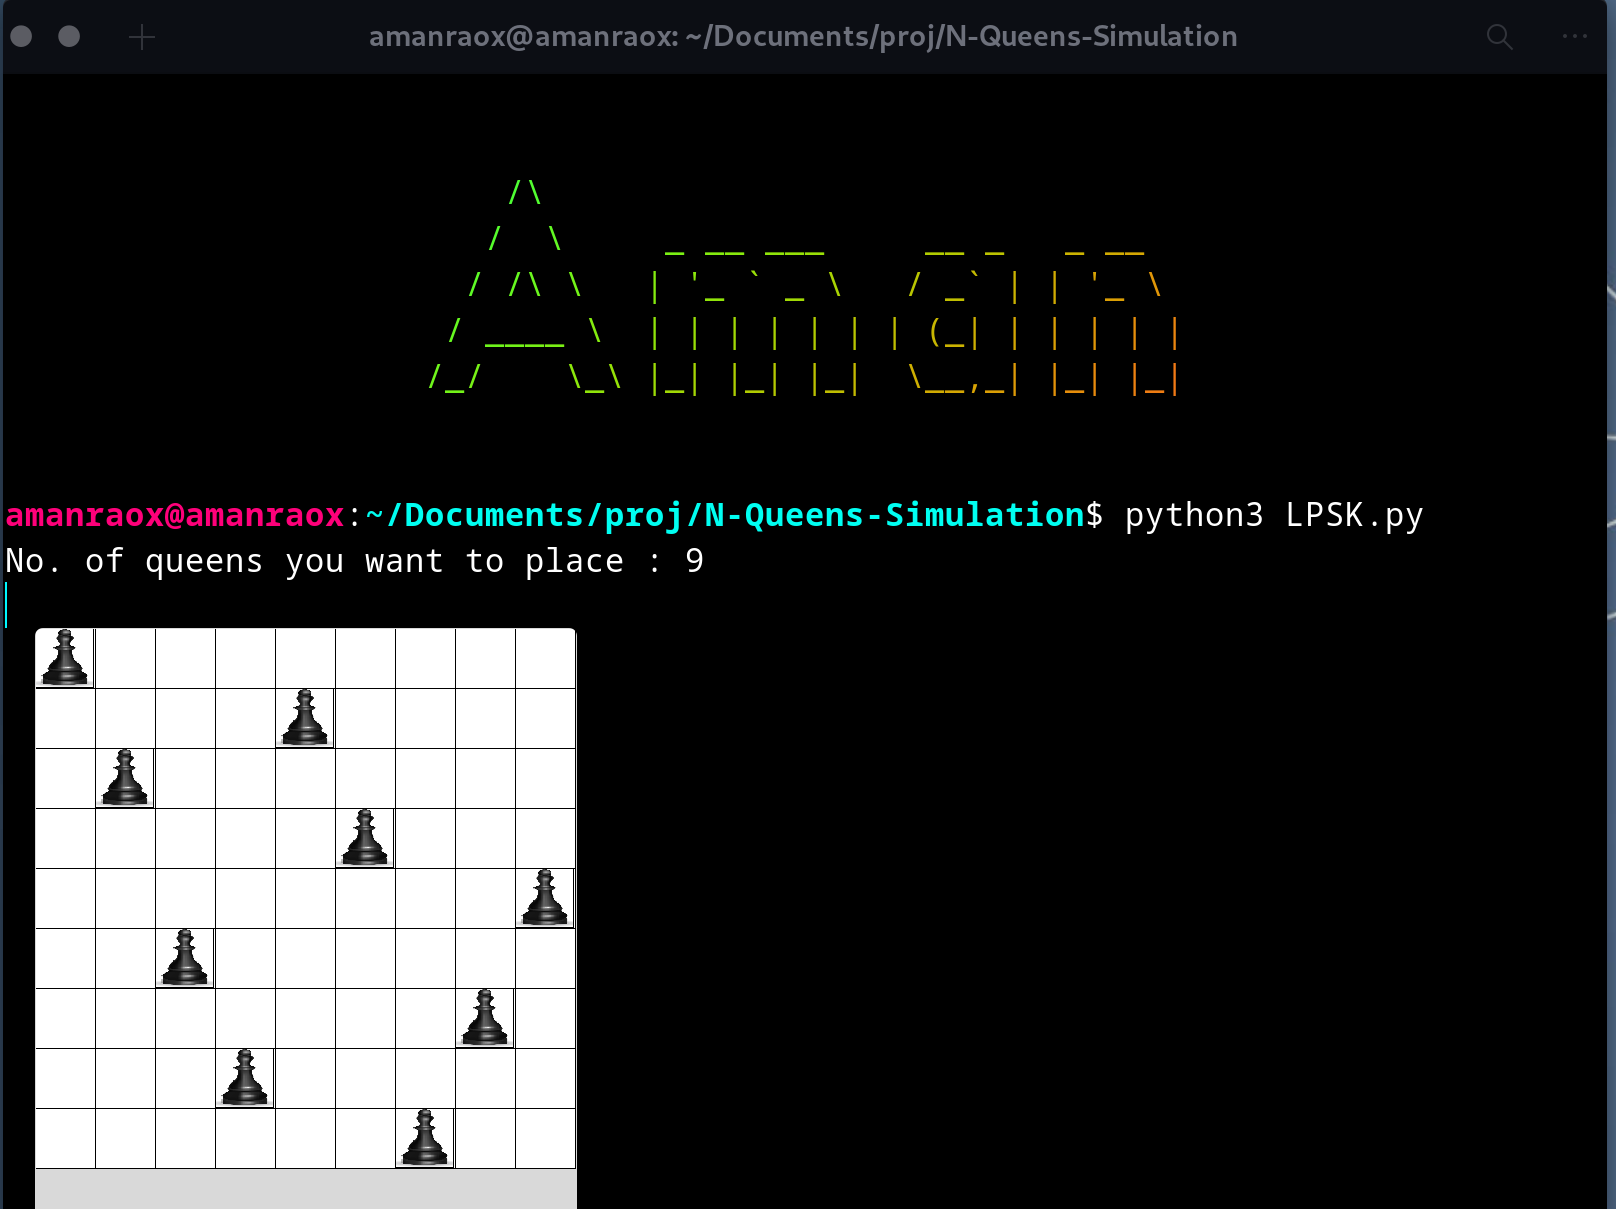 amanraox@amanraox: ~/Documents/proj/N-Queens-Simulation
Aman
amanraox@amanraox:~/Documents/proj/N-Queens-Simulation$ python3 LPSK.py
No. of queens you want to place : 9